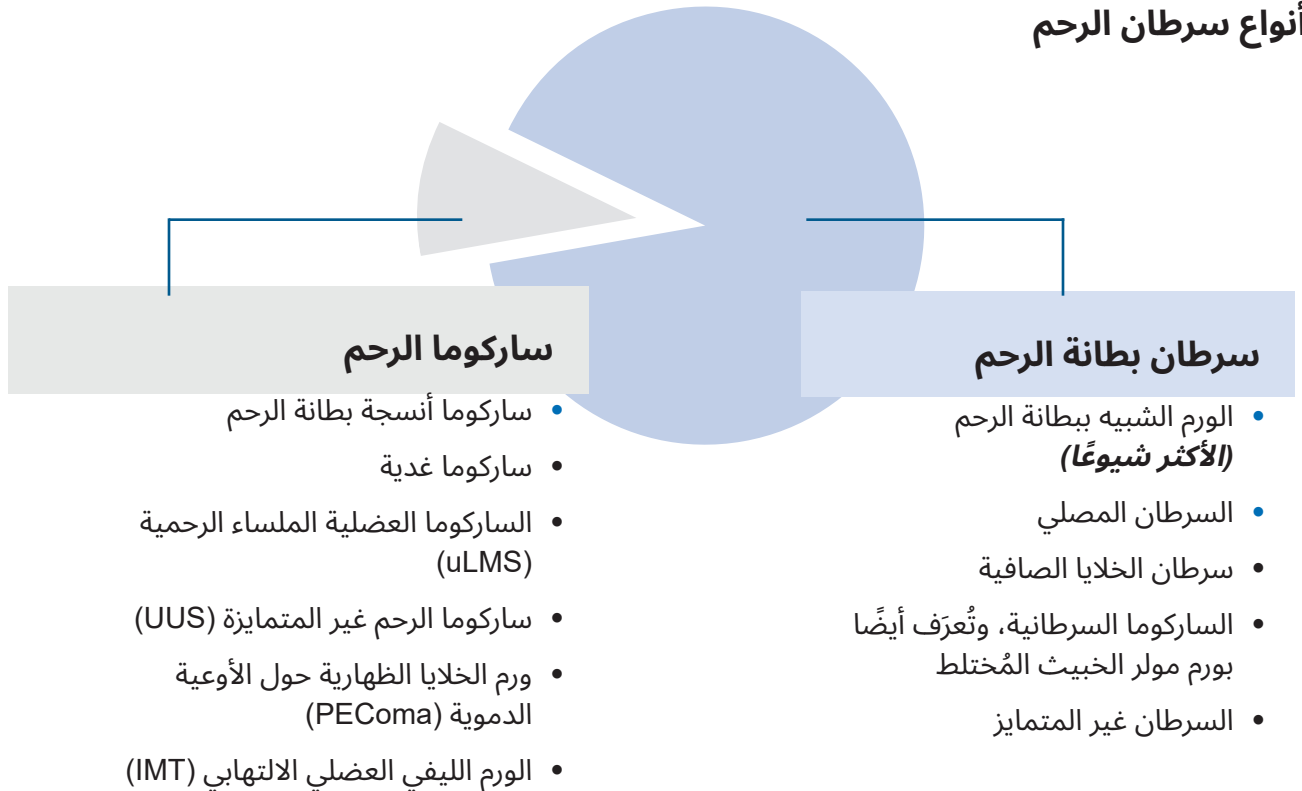 أنواع سرطان الرحم
سرطان بطانة الرحم
• الورم الشبيه ببطانة الرحم
(الأكثر شيوعًا)
• السرطان المصلي
• سرطان الخلايا الصافية
• الساركوما السرطانية، وتُعرَف أيضًا
بورم مولر الخبيث المُختلط
• السرطان غير المتمايز
ساركوما الرحم
• ساركوما أنسجة بطانة الرحم
• ساركوما غدية
• الساركوما العضلية الملساء الرحمية
(uLMS)
• ساركوما الرحم غير المتمايزة (UUS)
• ورم الخلايا الظهارية حول الأوعية
الدموية (PEComa)
• الورم الليفي العضلي الالتهابي (IMT)